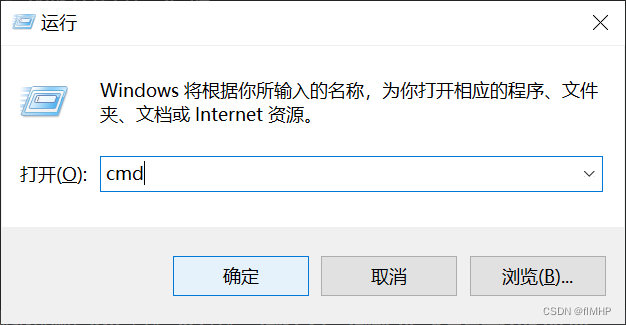 运行
Windows 将根据你所输入的名称，为你打开相应的程序、文件
夹、文档或 Internet 资源。
打开(O): cmd
确定 取消 浏览(B)...
CSDN @flMHP